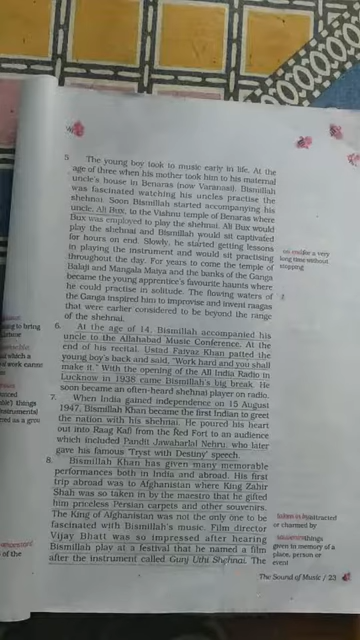 5 The young boy took to music early in life. At the
age of three when his mother took him to his maternal
uncle's house in Benaras (now Varanasi), Bismillah
was fascinated watching his uncles practise the
shehnai. Soon Bismillah started accompanying his
uncle, Ali Bux, to the Vishnu temple of Benaras where
Bux was employed to play the shehnai. Ali Bux would
play the shehnai and Bismillah would sit captivated
for hours on end. Slowly, he started getting lessons
in playing the instrument and would sit practising
throughout the day. For years to come the temple of
Balaji and Mangala Maiya and the banks of the Ganga
became the young apprentice's favourite haunts where
he could practise in solitude. The flowing waters of
the Ganga inspired him to improvise and invent raagas
that were earlier considered to be beyond the range
of the shehnai.
6. At the age of 14, Bismillah accompanied his
uncle to the Allahabad Music Conference. At the
end of his recital, Ustad Faiyaz Khan patted the
young boy's back and said, "Work hard and you shall
make it." With the opening of the All India Radio in
Lucknow in 1938 came Bismillah's big break. He
soon became an often-heard shehnai player on radio.
7. When India gained independence on 15 August
1947, Bismillah Khan became the first Indian to greet
the nation with his shehnai. He poured his heart
out into Raag Kafi from the Red Fort to an audience
which included Pandit Jawaharlal Nehru, who later
gave his famous 'Tryst with Destiny' speech.
8. Bismillah Khan has given many memorable
performances both in India and abroad. His first
trip abroad was to Afghanistan where King Zahir
Shah was so taken in by the maestro that he gifted
him priceless Persian carpets and other souvenirs.
The King of Afghanistan was not the only one to be
fascinated with Bismillah's music. Film director
Vijay Bhatt was so impressed after hearing
Bismillah play at a festival that he named a film
after the instrument called Gunj Uthi Shehnai. The
on end: for a very
long time without
stopping
taken in by: attracted
or charmed by
souvenirs: things
given in memory of a
place, person or
event
The Sound of Music / 23
to bring
which a
work
things
instrumental
as a group
of the